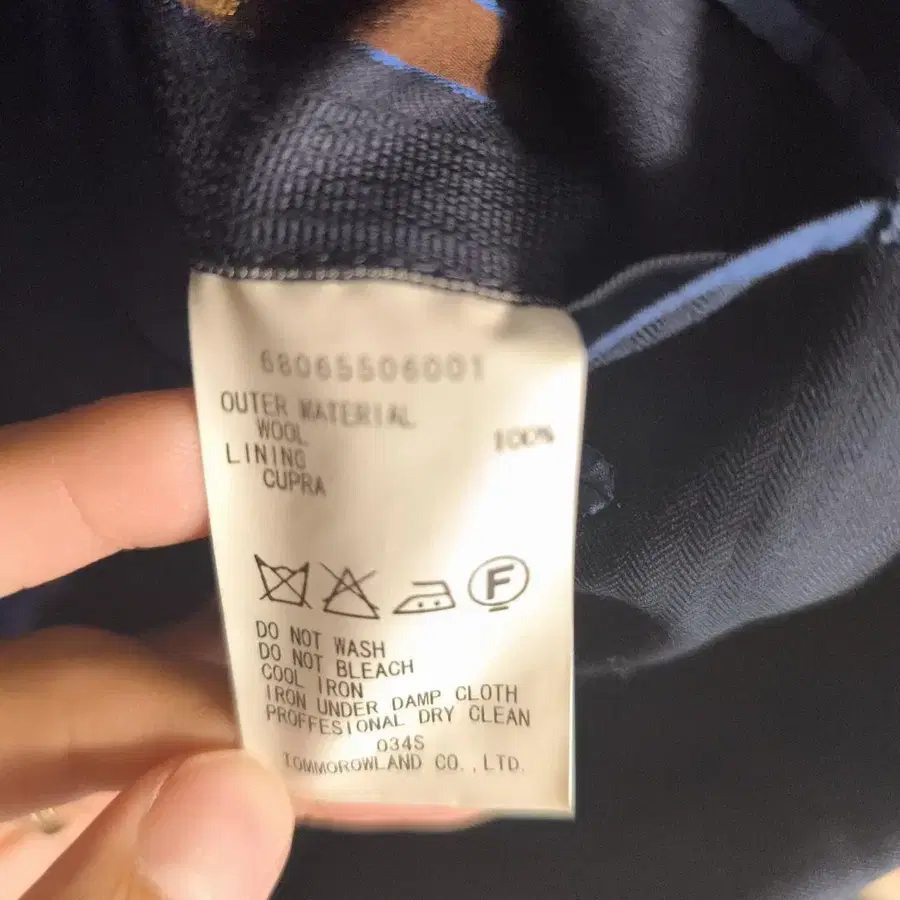 68065506001
OUTER MATERIAL
WOOL 100%
LINING
CUPRA
F
DO NOT WASH
DO NOT BLEACH
COOL IRON
IRON UNDER DAMP CLOTH
PROFFESIONAL DRY CLEAN
034S
TOMMOROWLAND CO.,LTD.